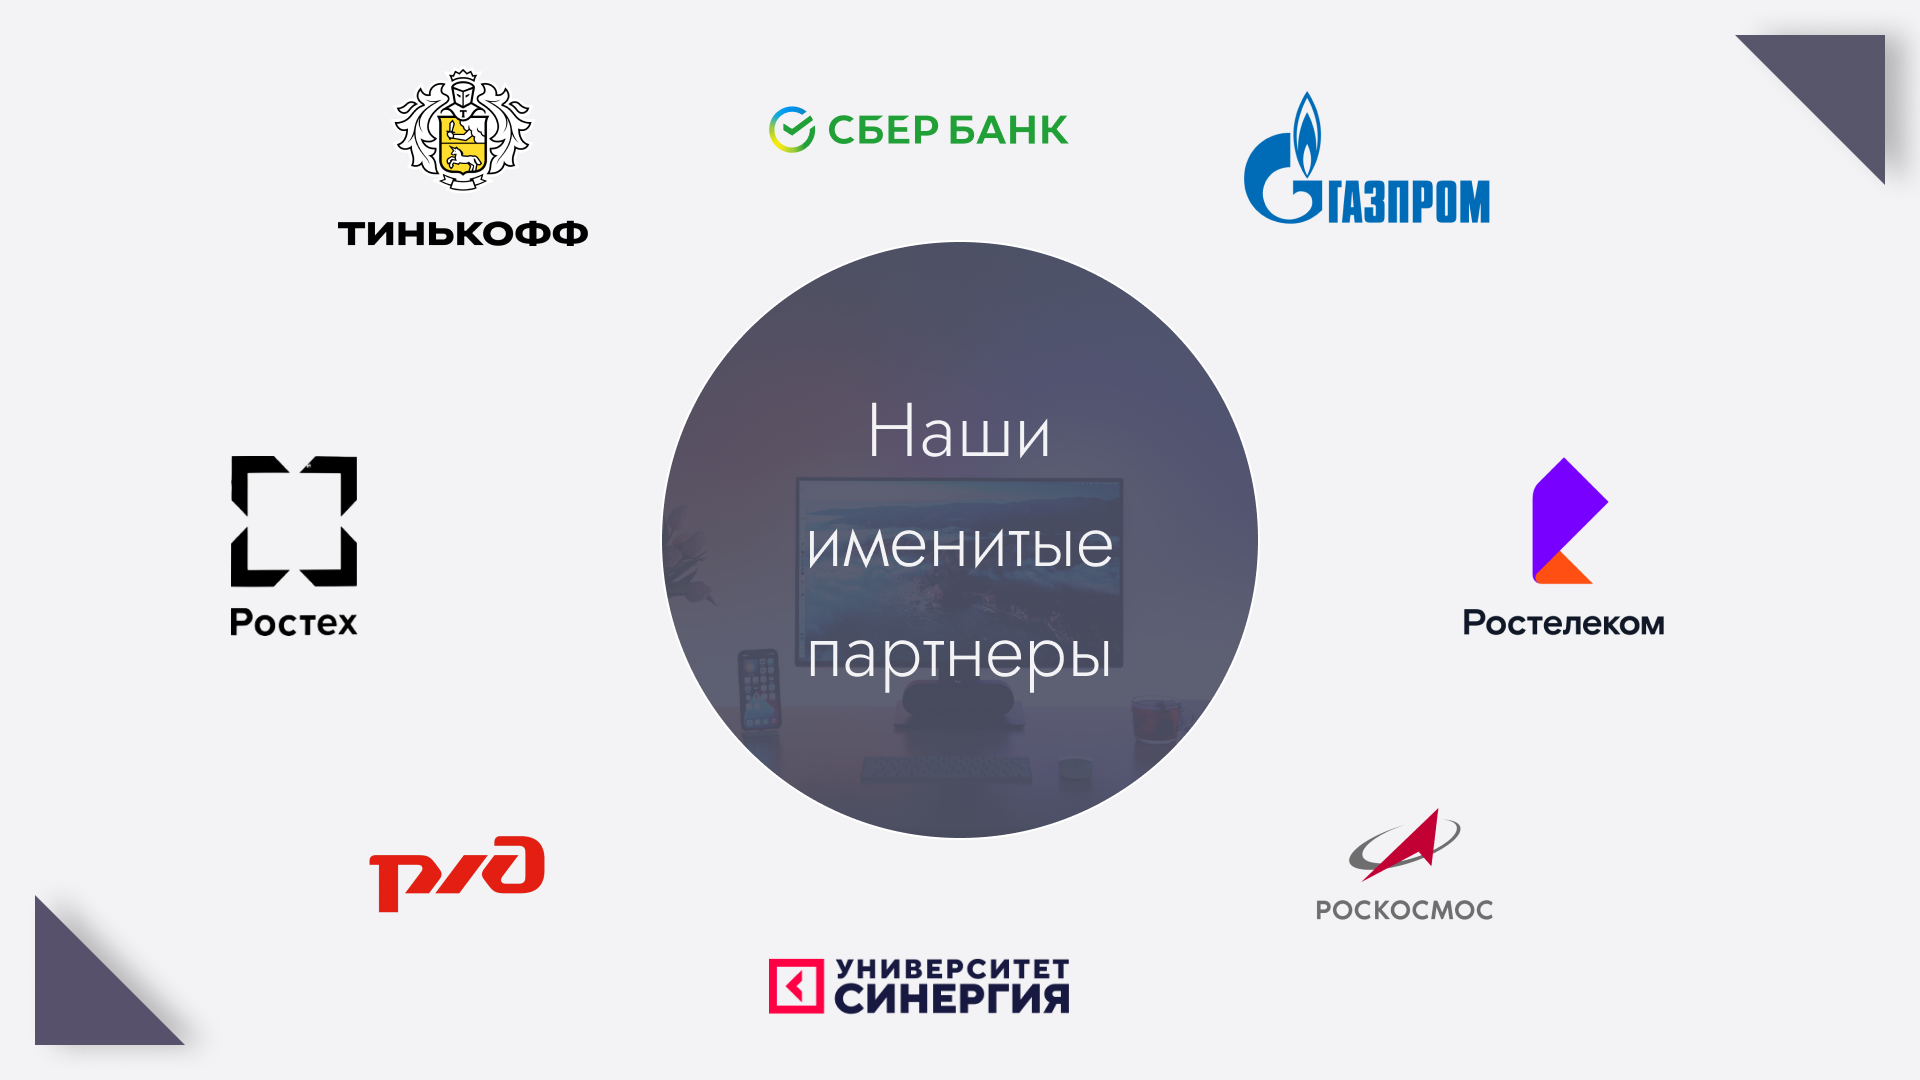 ТИНЬКОФФ
СБЕР БАНК
ГАЗПРОМ
Наши
именитые
партнеры
Ростех
Ростелеком
ржд
РОСКОСМОС
УНИВЕРСИТЕТ
СИНЕРГИЯ